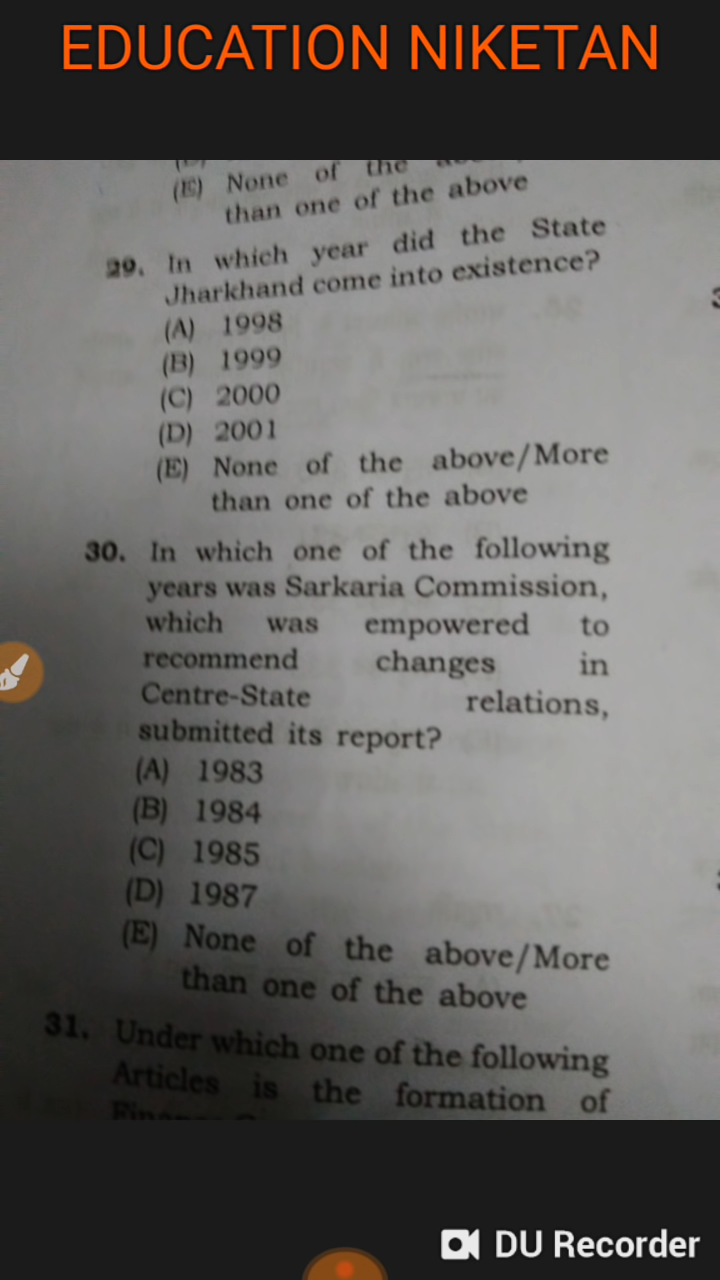 EDUCATION NIKETAN
(E) None of the
than one of the above
29. In which year did the State
Jharkhand come into existence?
(A) 1998
(B) 1999
(C) 2000
(D) 2001
(E) None of the above/More
than one of the above
30. In which one of the following
years was Sarkaria Commission,
which was empowered to
recommend changes in
Centre-State relations,
submitted its report?
(A) 1983
(B) 1984
(C) 1985
(D) 1987
(E) None of the above/More
than one of the above
31. Under which one of the following
Articles is the formation of
DU Recorder